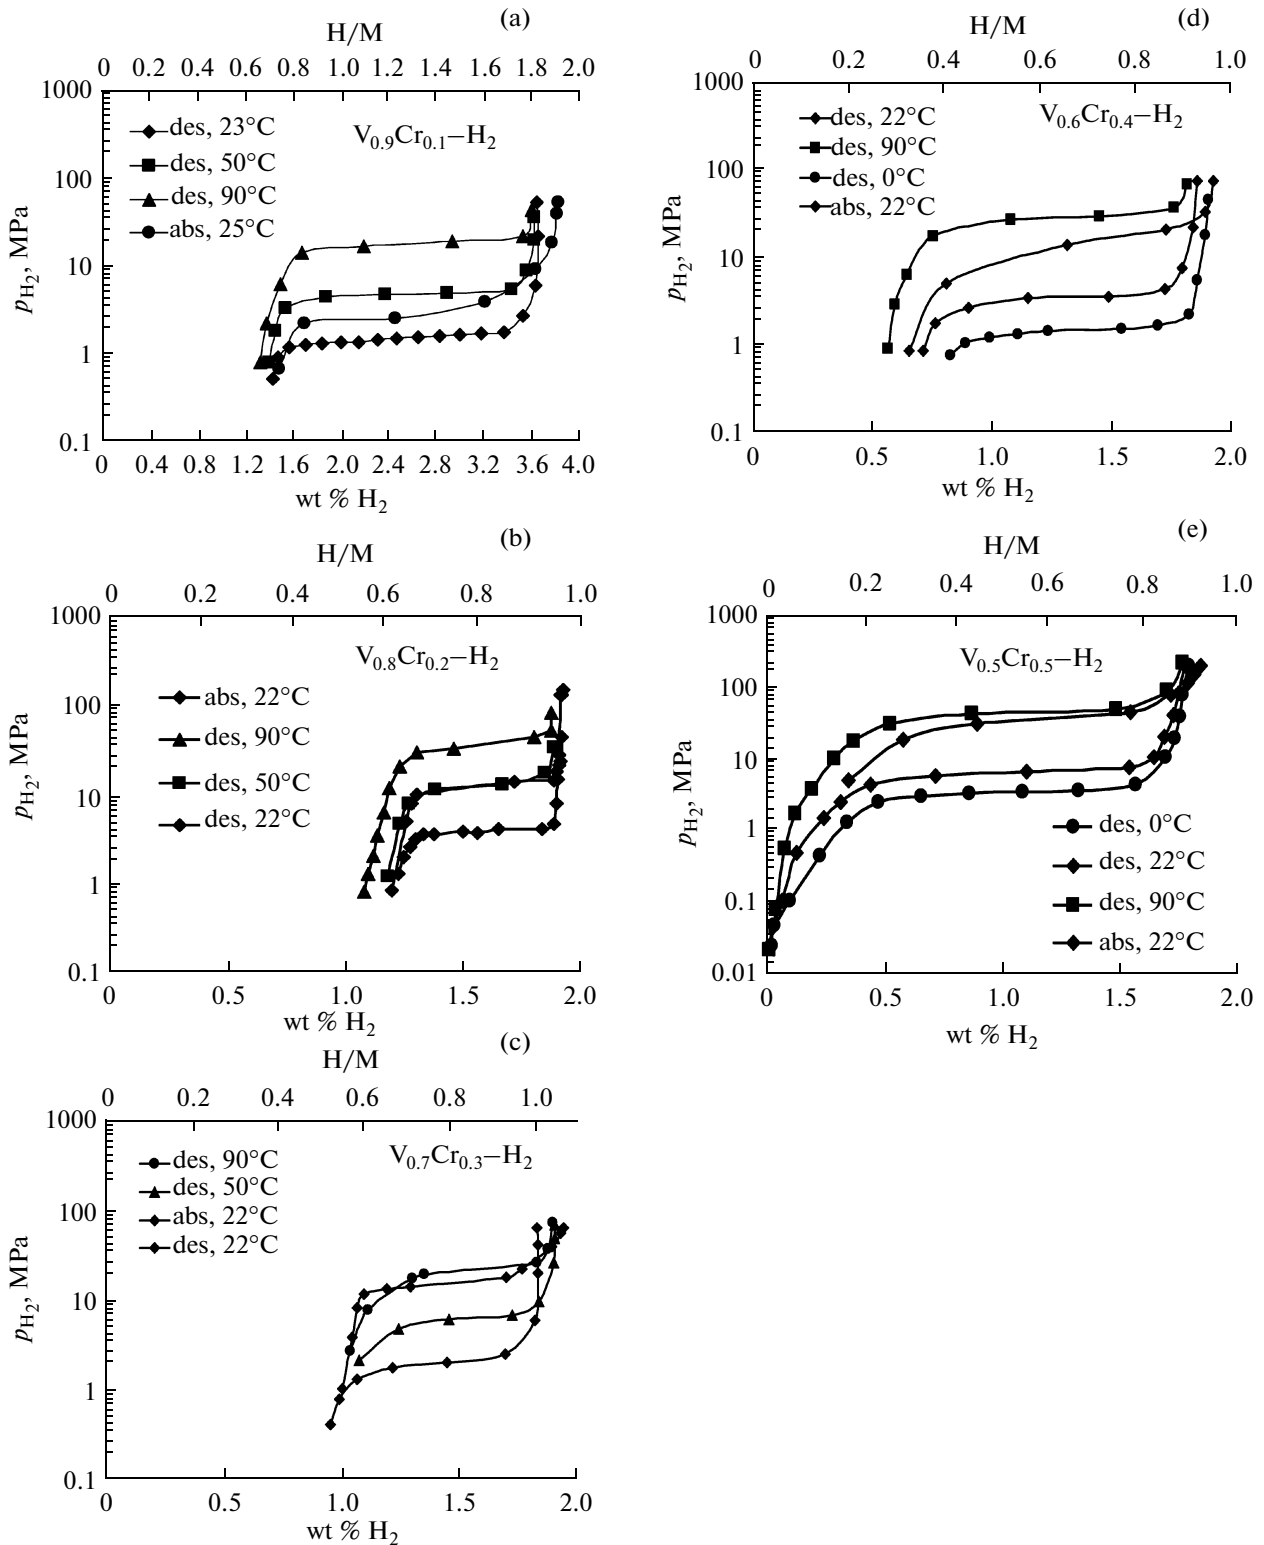 (a)
H/M
0 0.2 0.4 0.6 0.8 1.0 1.2 1.4 1.6 1.8 2.0
1000
100
10
1
0.1
pH2, MPa
des, 23°C
des, 50°C
des, 90°C
abs, 25°C
V0.9Cr0.1–H2
0 0.4 0.8 1.2 1.6 2.0 2.4 2.8 3.2 3.6 4.0
wt % H2
(b)
H/M
0 0.2 0.4 0.6 0.8 1.0
1000
100
10
1
0.1
pH2, MPa
V0.8Cr0.2–H2
abs, 22°C
des, 90°C
des, 50°C
des, 22°C
0 0.5 1.0 1.5 2.0
wt % H2
(c)
H/M
0 0.2 0.4 0.6 0.8 1.0
1000
100
10
1
0.1
pH2, MPa
des, 90°C
des, 50°C
abs, 22°C
des, 22°C
V0.7Cr0.3–H2
0 0.5 1.0 1.5 2.0
wt % H2
(d)
H/M
0 0.2 0.4 0.6 0.8 1.0
1000
100
10
1
0.1
pH2, MPa
des, 22°C
des, 90°C
des, 0°C
abs, 22°C
V0.6Cr0.4–H2
0 0.5 1.0 1.5 2.0
wt % H2
(e)
H/M
0 0.2 0.4 0.6 0.8 1.0
1000
100
10
1
0.1
0.01
pH2, MPa
V0.5Cr0.5–H2
des, 0°C
des, 22°C
des, 90°C
abs, 22°C
0 0.5 1.0 1.5 2.0
wt % H2